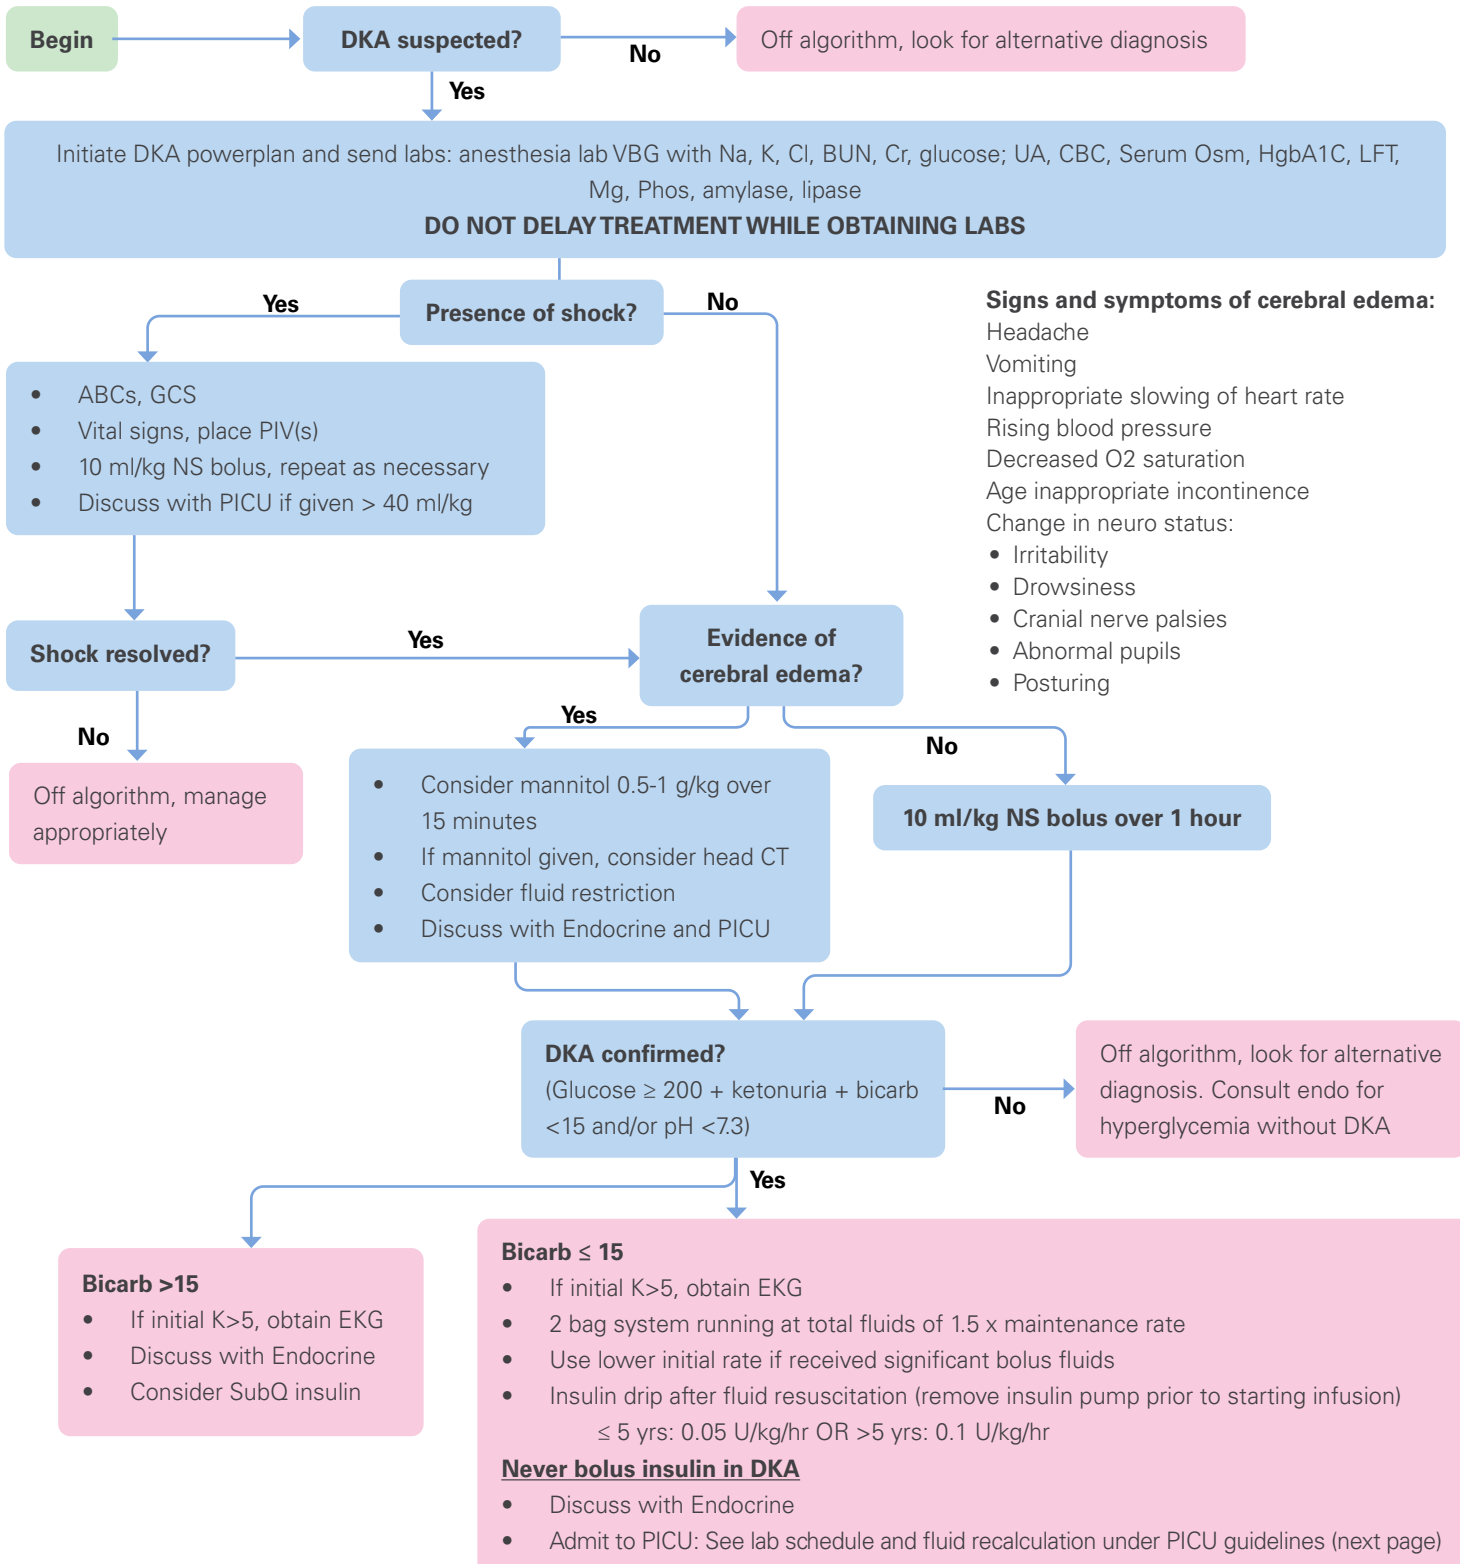 Begin
DKA suspected?
No
Off algorithm, look for alternative diagnosis
Yes
Initiate DKA powerplan and send labs: anesthesia lab VBG with Na, K, Cl, BUN, Cr, glucose; UA, CBC, Serum Osm, HgbA1C, LFT,
Mg, Phos, amylase, lipase
DO NOT DELAY TREATMENT WHILE OBTAINING LABS
Yes
Presence of shock?
No
• ABCs, GCS
• Vital signs, place PIV(s)
• 10 ml/kg NS bolus, repeat as necessary
• Discuss with PICU if given > 40 ml/kg
Signs and symptoms of cerebral edema:
Headache
Vomiting
Inappropriate slowing of heart rate
Rising blood pressure
Decreased O2 saturation
Age inappropriate incontinence
Change in neuro status:
• Irritability
• Drowsiness
• Cranial nerve palsies
• Abnormal pupils
• Posturing
Shock resolved?
Yes
Evidence of
cerebral edema?
No
Off algorithm, manage
appropriately
Yes
No
• Consider mannitol 0.5-1 g/kg over
15 minutes
• If mannitol given, consider head CT
• Consider fluid restriction
• Discuss with Endocrine and PICU
10 ml/kg NS bolus over 1 hour
DKA confirmed?
(Glucose ≥ 200 + ketonuria + bicarb
<15 and/or pH <7.3)
No
Off algorithm, look for alternative
diagnosis. Consult endo for
hyperglycemia without DKA
Yes
Bicarb >15
• If initial K>5, obtain EKG
• Discuss with Endocrine
• Consider SubQ insulin
Bicarb ≤ 15
• If initial K>5, obtain EKG
• 2 bag system running at total fluids of 1.5 x maintenance rate
• Use lower initial rate if received significant bolus fluids
• Insulin drip after fluid resuscitation (remove insulin pump prior to starting infusion)
≤ 5 yrs: 0.05 U/kg/hr OR >5 yrs: 0.1 U/kg/hr
Never bolus insulin in DKA
• Discuss with Endocrine
• Admit to PICU: See lab schedule and fluid recalculation under PICU guidelines (next page)